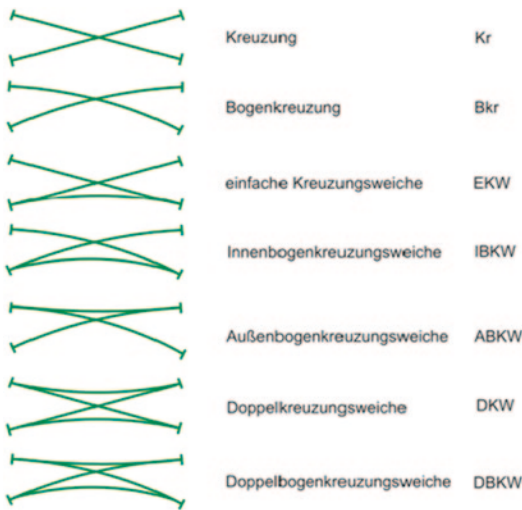 Kreuzung Kr
Bogenkreuzung Bkr
einfache Kreuzungsweiche EKW
Innenbogenkreuzungsweiche IBKW
Außenbogenkreuzungsweiche ABKW
Doppelkreuzungsweiche DKW
Doppelbogenkreuzungsweiche DBKW